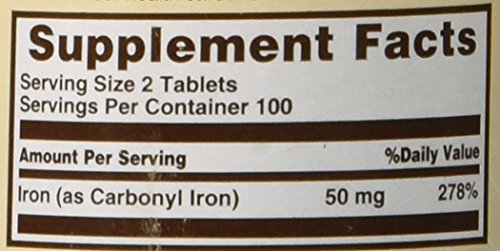 Supplement Facts
Serving Size 2 Tablets
Servings Per Container 100
Amount Per Serving %Daily Value
Iron (as Carbonyl Iron) 50 mg 278%